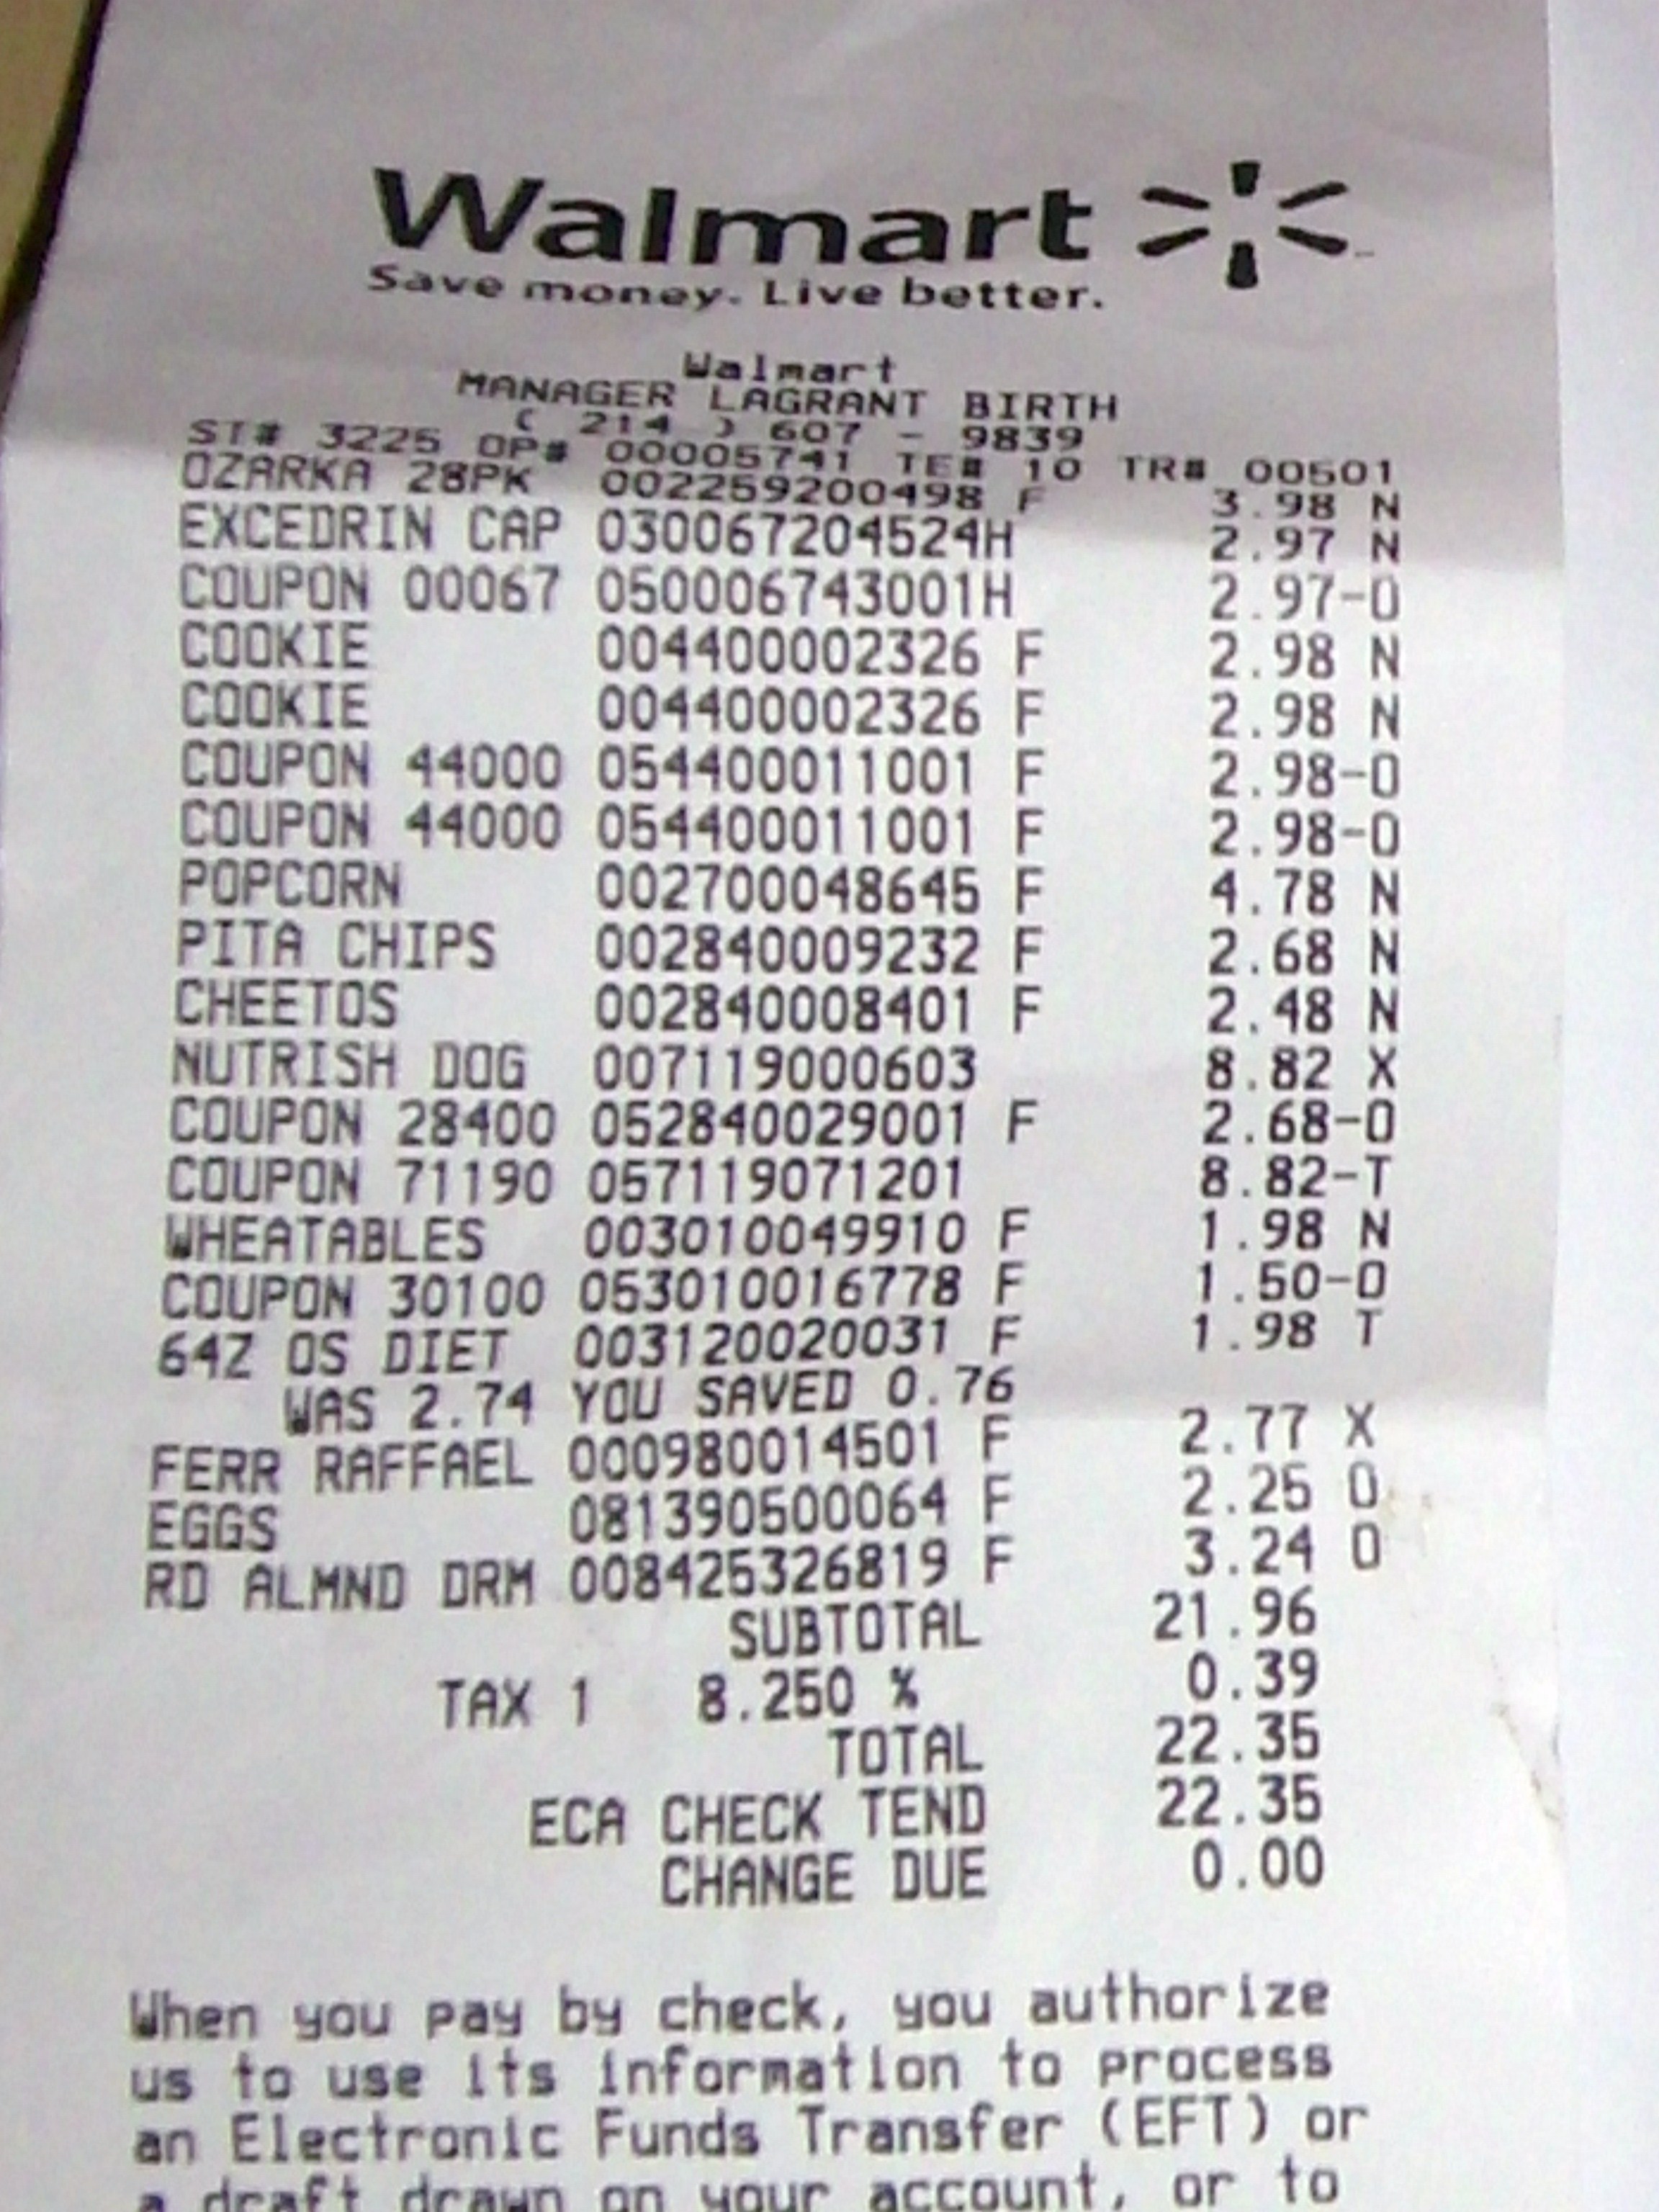 Walmart
Save money. Live better.
Walmart
MANAGER LAGRANT BIRTH
( 214 ) 607 - 9839
ST# 3225 OP# 00005741 TE# 10 TR# 00501
OZARKA 28PK 002259200498 F 3.98 N
EXCEDRIN CAP 030067204524H 2.97 N
COUPON 00067 050006743001H 2.97-O
COOKIE 004400002326 F 2.98 N
COOKIE 004400002326 F 2.98 N
COUPON 44000 054400011001 F 2.98-O
COUPON 44000 054400011001 F 2.98-O
POPCORN 002700048645 F 4.78 N
PITA CHIPS 002840009232 F 2.68 N
CHEETOS 002840008401 F 2.48 N
NUTRISH DOG 007119000603 8.82 X
COUPON 28400 052840029001 F 2.68-O
COUPON 71190 057119071201 8.82-T
WHEATABLES 003010049910 F 1.98 N
COUPON 30100 053010016778 F 1.50-O
64Z OS DIET 003120020031 F 1.98 T
WAS 2.74 YOU SAVED 0.76
FERR RAFFAEL 000980014501 F 2.77 X
EGGS 081390500064 F 2.25 O
RD ALMND DRM 008425326819 F 3.24 O
SUBTOTAL 21.96
TAX 1 8.250 % 0.39
TOTAL 22.35
ECA CHECK TEND 22.35
CHANGE DUE 0.00
When you pay by check, you authorize
us to use its information to process
an Electronic Funds Transfer (EFT) or
a draft drawn on your account, or to